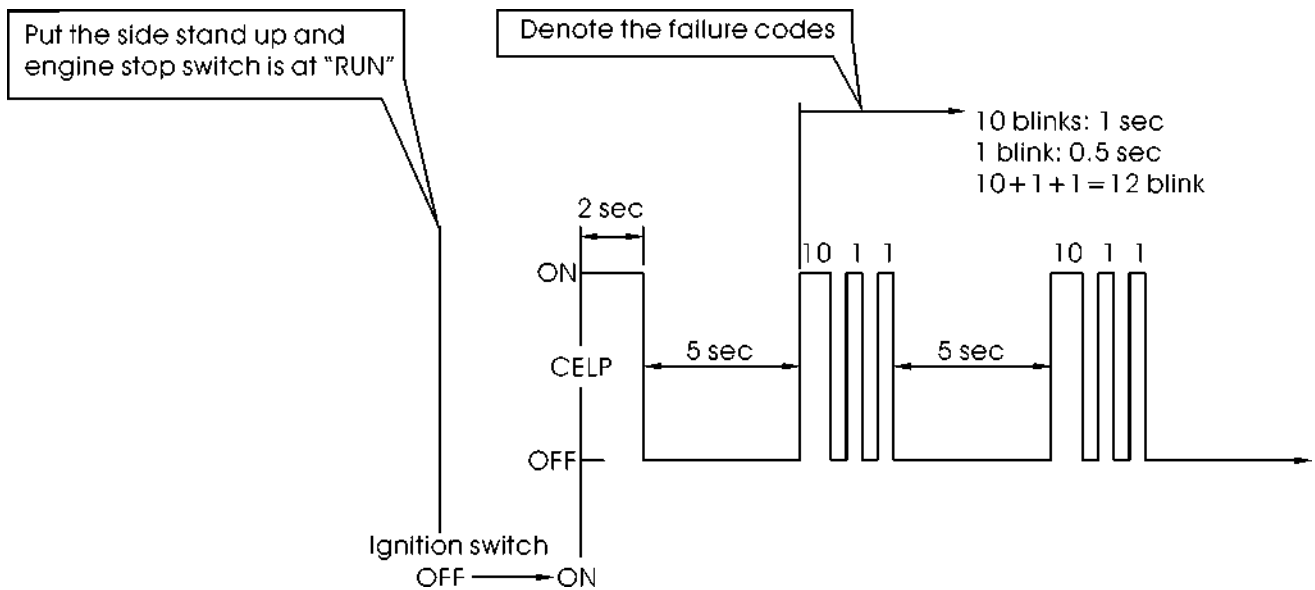 Put the side stand up and
engine stop switch is at “RUN”
Denote the failure codes
10 blinks: 1 sec
1 blink: 0.5 sec
10+1+1=12 blink
2 sec
10 1 1
10 1 1
ON
5 sec
5 sec
CELP
OFF
Ignition switch
OFF
ON